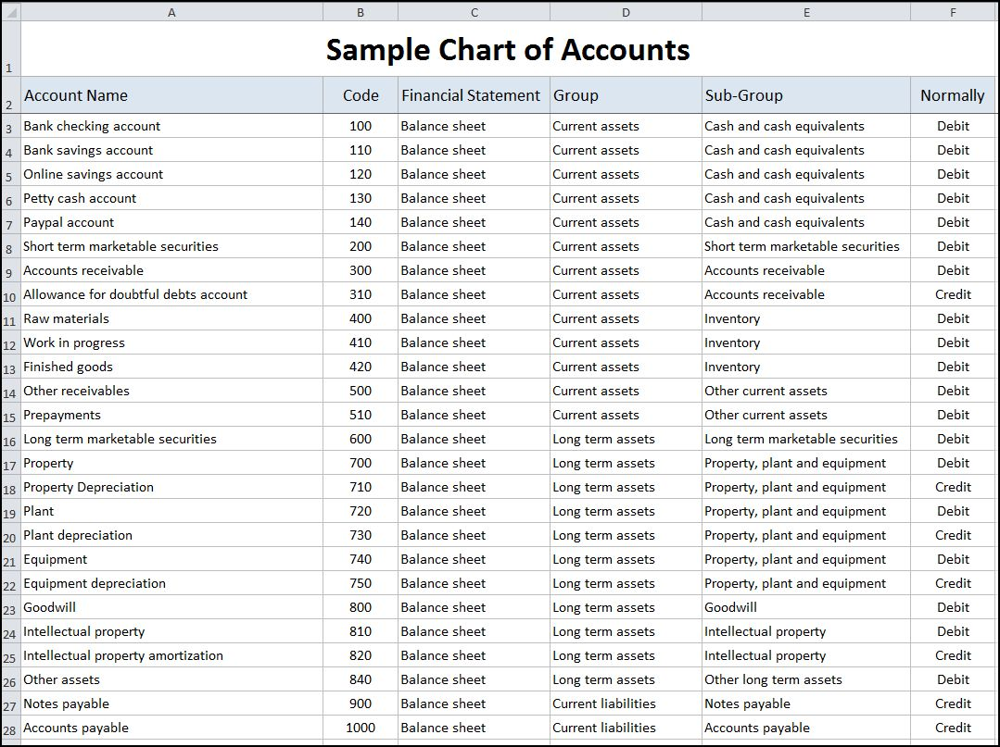 A B C D E F
1 Sample Chart of Accounts
2 Account Name Code Financial Statement Group Sub-Group Normally
3 Bank checking account 100 Balance sheet Current assets Cash and cash equivalents Debit
4 Bank savings account 110 Balance sheet Current assets Cash and cash equivalents Debit
5 Online savings account 120 Balance sheet Current assets Cash and cash equivalents Debit
6 Petty cash account 130 Balance sheet Current assets Cash and cash equivalents Debit
7 Paypal account 140 Balance sheet Current assets Cash and cash equivalents Debit
8 Short term marketable securities 200 Balance sheet Current assets Short term marketable securities Debit
9 Accounts receivable 300 Balance sheet Current assets Accounts receivable Debit
10 Allowance for doubtful debts account 310 Balance sheet Current assets Accounts receivable Credit
11 Raw materials 400 Balance sheet Current assets Inventory Debit
12 Work in progress 410 Balance sheet Current assets Inventory Debit
13 Finished goods 420 Balance sheet Current assets Inventory Debit
14 Other receivables 500 Balance sheet Current assets Other current assets Debit
15 Prepayments 510 Balance sheet Current assets Other current assets Debit
16 Long term marketable securities 600 Balance sheet Long term assets Long term marketable securities Debit
17 Property 700 Balance sheet Long term assets Property, plant and equipment Debit
18 Property Depreciation 710 Balance sheet Long term assets Property, plant and equipment Credit
19 Plant 720 Balance sheet Long term assets Property, plant and equipment Debit
20 Plant depreciation 730 Balance sheet Long term assets Property, plant and equipment Credit
21 Equipment 740 Balance sheet Long term assets Property, plant and equipment Debit
22 Equipment depreciation 750 Balance sheet Long term assets Property, plant and equipment Credit
23 Goodwill 800 Balance sheet Long term assets Goodwill Debit
24 Intellectual property 810 Balance sheet Long term assets Intellectual property Debit
25 Intellectual property amortization 820 Balance sheet Long term assets Intellectual property Credit
26 Other assets 840 Balance sheet Long term assets Other long term assets Debit
27 Notes payable 900 Balance sheet Current liabilities Notes payable Credit
28 Accounts payable 1000 Balance sheet Current liabilities Accounts payable Credit